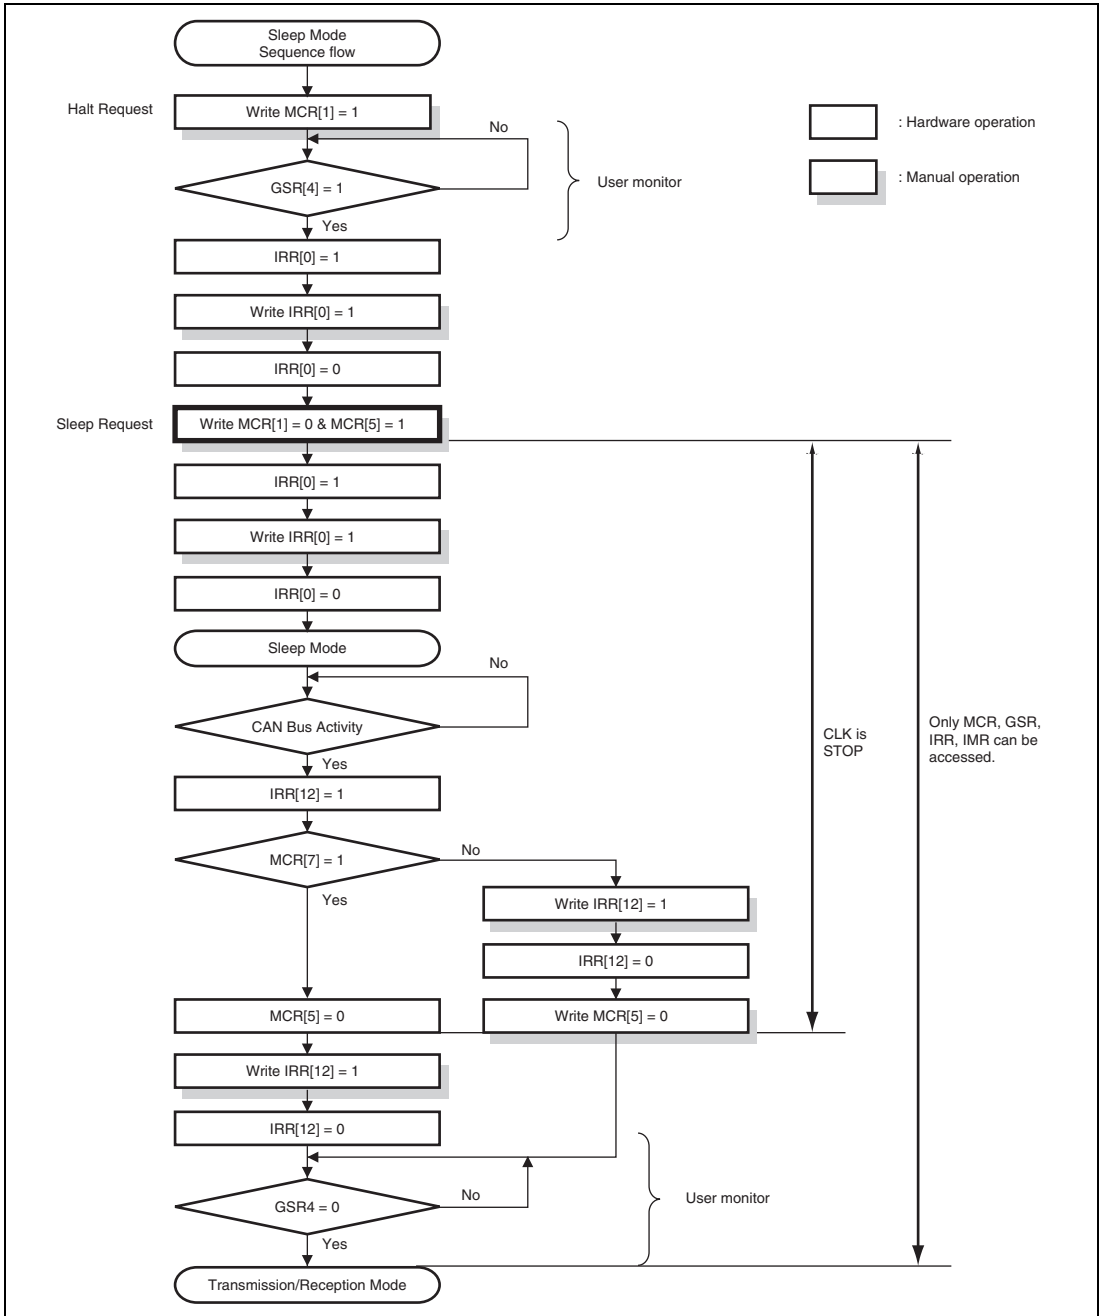 Sleep Mode
Sequence flow
Halt Request
Write MCR[1] = 1
No
: Hardware operation
GSR[4] = 1
User monitor
: Manual operation
Yes
IRR[0] = 1
Write IRR[0] = 1
IRR[0] = 0
Sleep Request
Write MCR[1] = 0 & MCR[5] = 1
IRR[0] = 1
Write IRR[0] = 1
IRR[0] = 0
Sleep Mode
No
CAN Bus Activity
CLK is
STOP
Only MCR, GSR,
IRR, IMR can be
accessed.
Yes
IRR[12] = 1
MCR[7] = 1
No
Yes
Write IRR[12] = 1
IRR[12] = 0
MCR[5] = 0
Write MCR[5] = 0
Write IRR[12] = 1
IRR[12] = 0
GSR4 = 0
No
User monitor
Yes
Transmission/Reception Mode